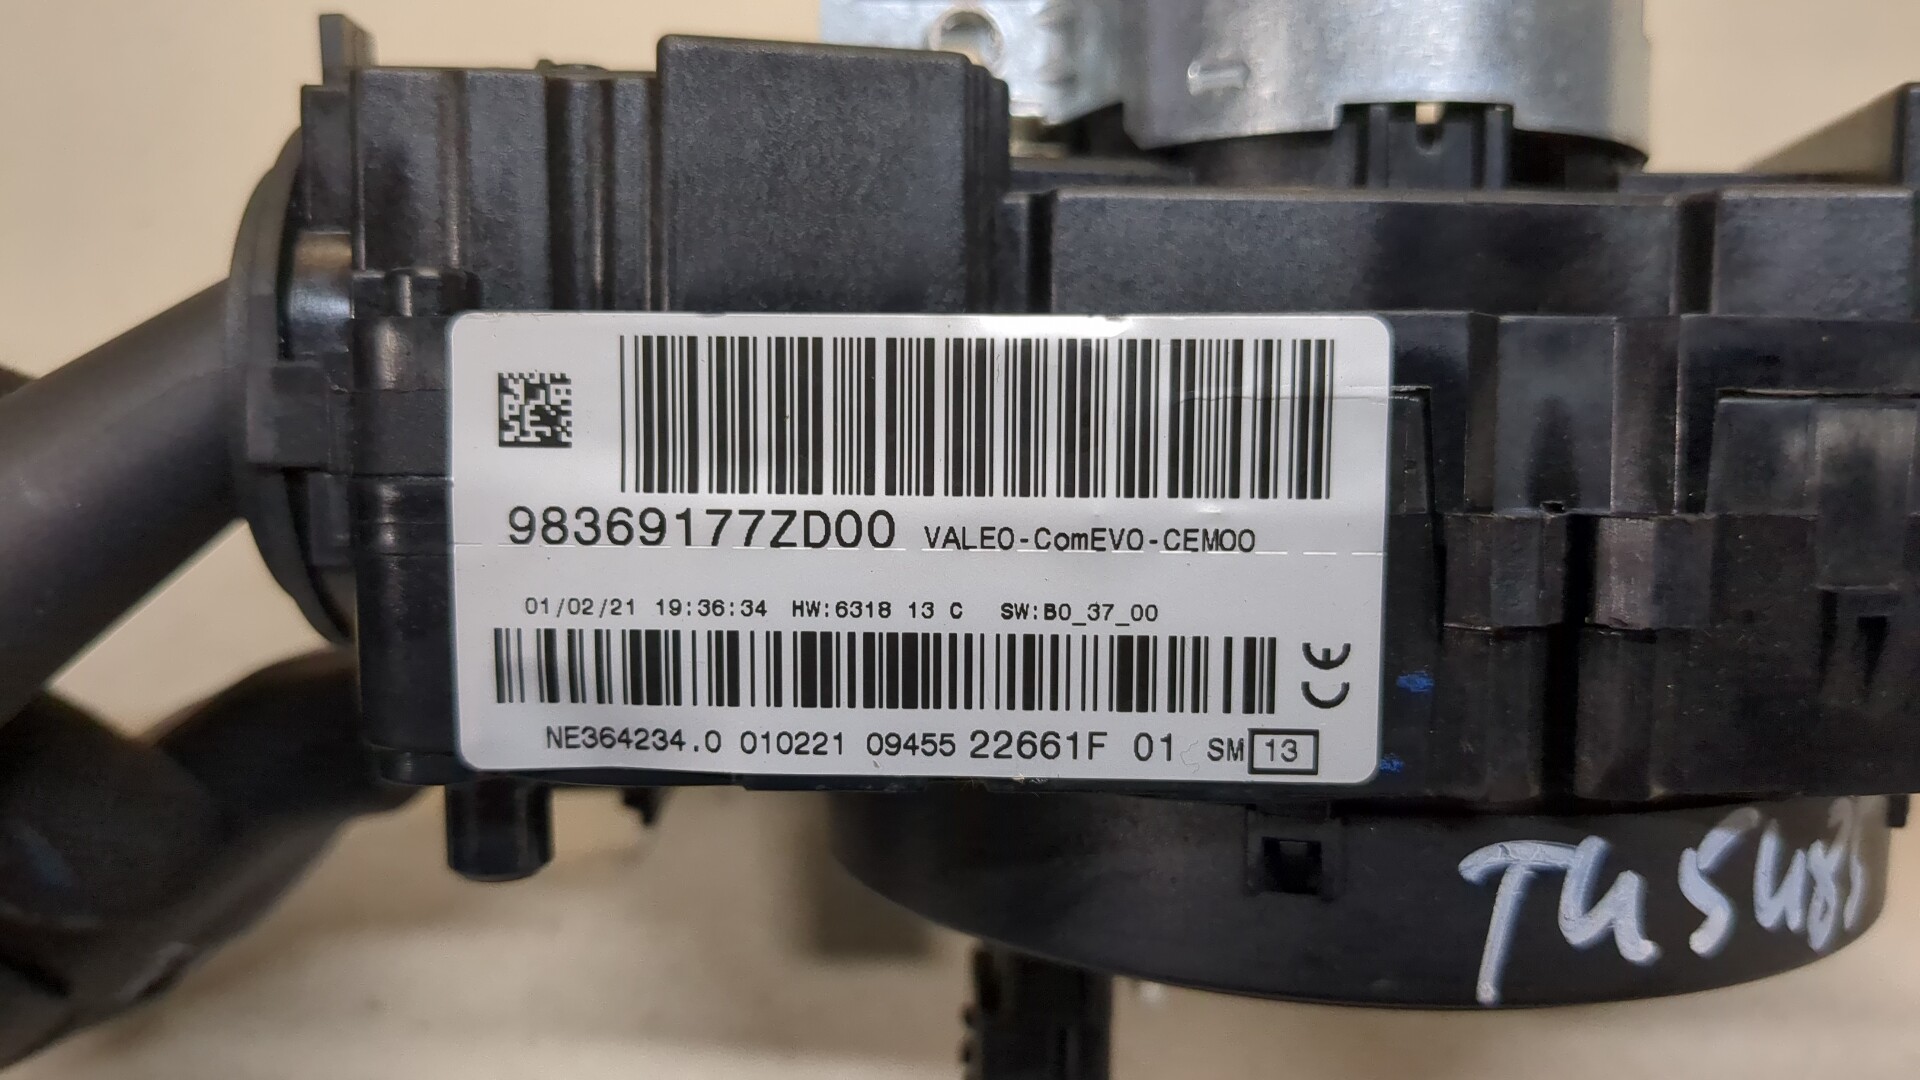 98369177ZD00 VALEO-ComEVO-CEM00
01/02/21 19:36:34 HW:6318 13 C SW:B0_37_00
CE
NE364234.0 010221 09455 22661F 01 SM 13